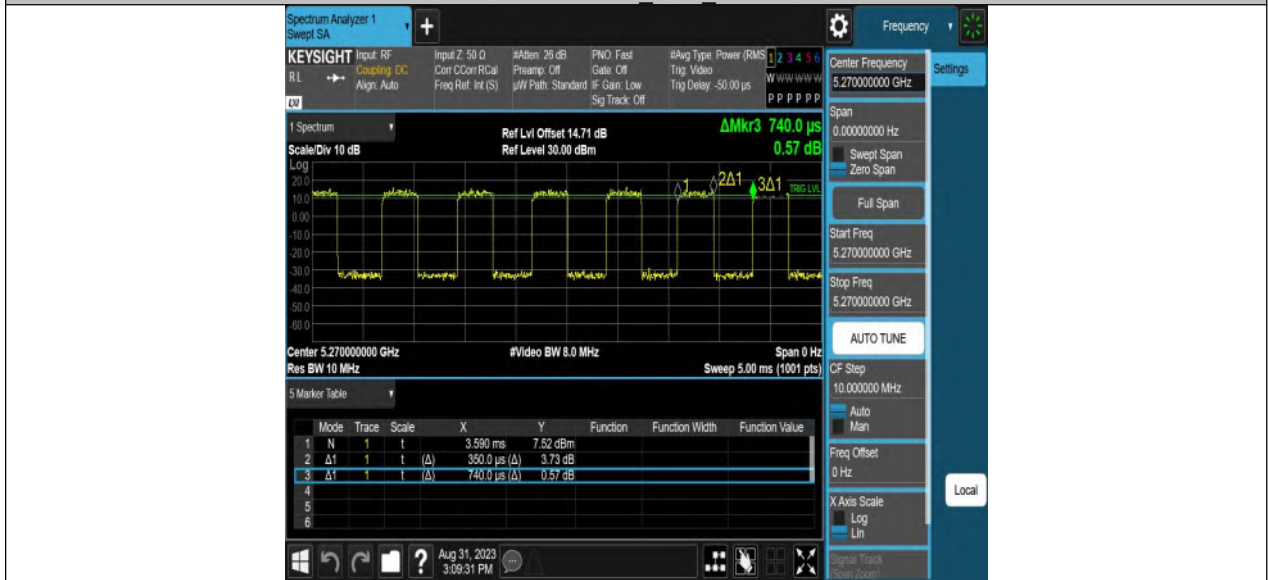 Spectrum Analyzer 1
Swept SA
+
Frequency
KEYSIGHT
RL
LXI
Input: RF
Coupling: DC
Align: Auto
Input Z: 50 Ω
Corr CCorr RCal
Freq Ref: Int (S)
#Atten: 26 dB
Preamp: Off
µW Path: Standard
PNO: Fast
Gate: Off
IF Gain: Low
Sig Track: Off
#Avg Type: Power (RMS
Trig: Video
Trig Delay: -50.00 µs
1 2 3 4 5 6
W W W W W W
P P P P P P
1 Spectrum
Scale/Div 10 dB
Ref Lvl Offset 14.71 dB
Ref Level 30.00 dBm
ΔMkr3 740.0 µs
0.57 dB
Log
20.0
10.0
0.00
-10.0
-20.0
-30.0
-40.0
-50.0
-60.0
1
2Δ1
3Δ1
TRIG LVL
Center 5.270000000 GHz
Res BW 10 MHz
#Video BW 8.0 MHz
Span 0 Hz
Sweep 5.00 ms (1001 pts)
5 Marker Table
Mode Trace Scale X Y Function Function Width Function Value
1 N 1 t 3.590 ms 7.52 dBm
2 Δ1 1 t (Δ) 350.0 µs (Δ) 3.73 dB
3 Δ1 1 t (Δ) 740.0 µs (Δ) 0.57 dB
4
5
6
?
Aug 31, 2023
3:09:31 PM
Center Frequency
5.270000000 GHz
Settings
Span
0.00000000 Hz
Swept Span
Zero Span
Full Span
Start Freq
5.270000000 GHz
Stop Freq
5.270000000 GHz
AUTO TUNE
CF Step
10.000000 MHz
Auto
Man
Freq Offset
0 Hz
X Axis Scale
Log
Lin
Signal Track
(Span Zoom)
Local